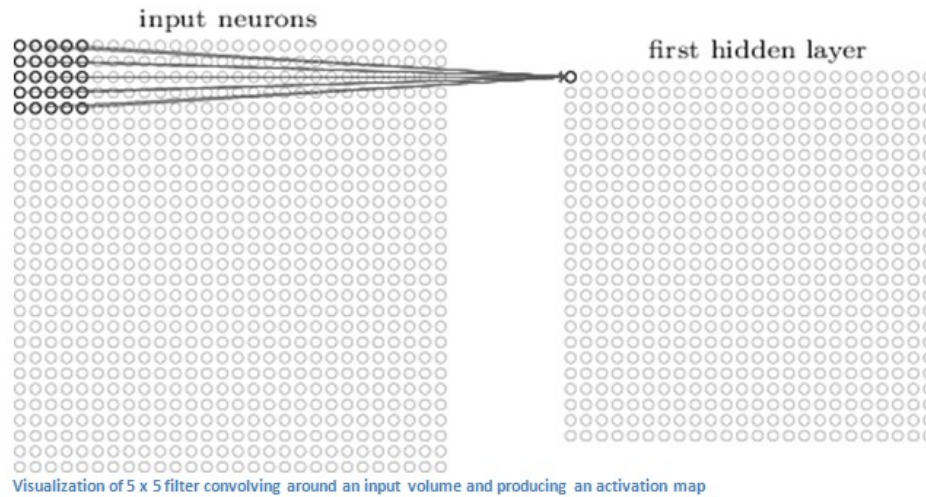 input neurons
first hidden layer
Visualization of 5 x 5 filter convolving around an input volume and producing an activation map